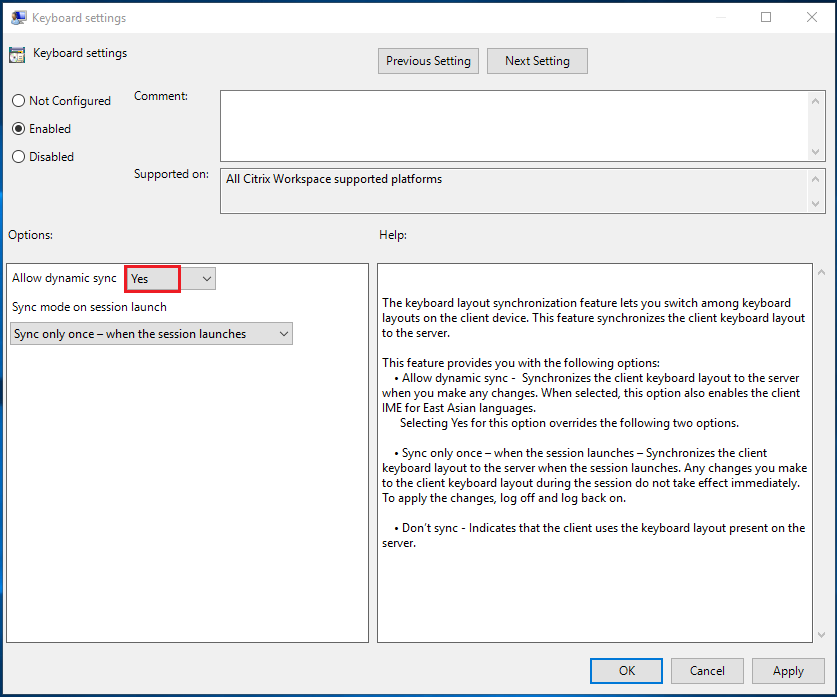 Keyboard settings
Keyboard settings
Previous Setting
Next Setting
Not Configured
Enabled
Disabled
Comment:
Supported on:
All Citrix Workspace supported platforms
Options:
Help:
Allow dynamic sync
Yes
Sync mode on session launch
Sync only once – when the session launches
The keyboard layout synchronization feature lets you switch among keyboard
layouts on the client device. This feature synchronizes the client keyboard layout
to the server.
This feature provides you with the following options:
• Allow dynamic sync - Synchronizes the client keyboard layout to the server
when you make any changes. When selected, this option also enables the client
IME for East Asian languages.
Selecting Yes for this option overrides the following two options.
• Sync only once – when the session launches – Synchronizes the client
keyboard layout to the server when the session launches. Any changes you make
to the client keyboard layout during the session do not take effect immediately.
To apply the changes, log off and log back on.
• Don't sync - Indicates that the client uses the keyboard layout present on the
server.
OK
Cancel
Apply